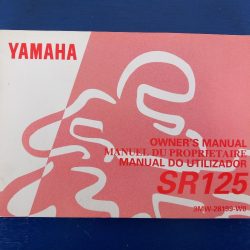 YAMAHA
OWNER'S MANUAL
MANUEL DU PROPRIETAIRE
MANUAL DO UTILIZADOR
SR125
3MW-28199-W8